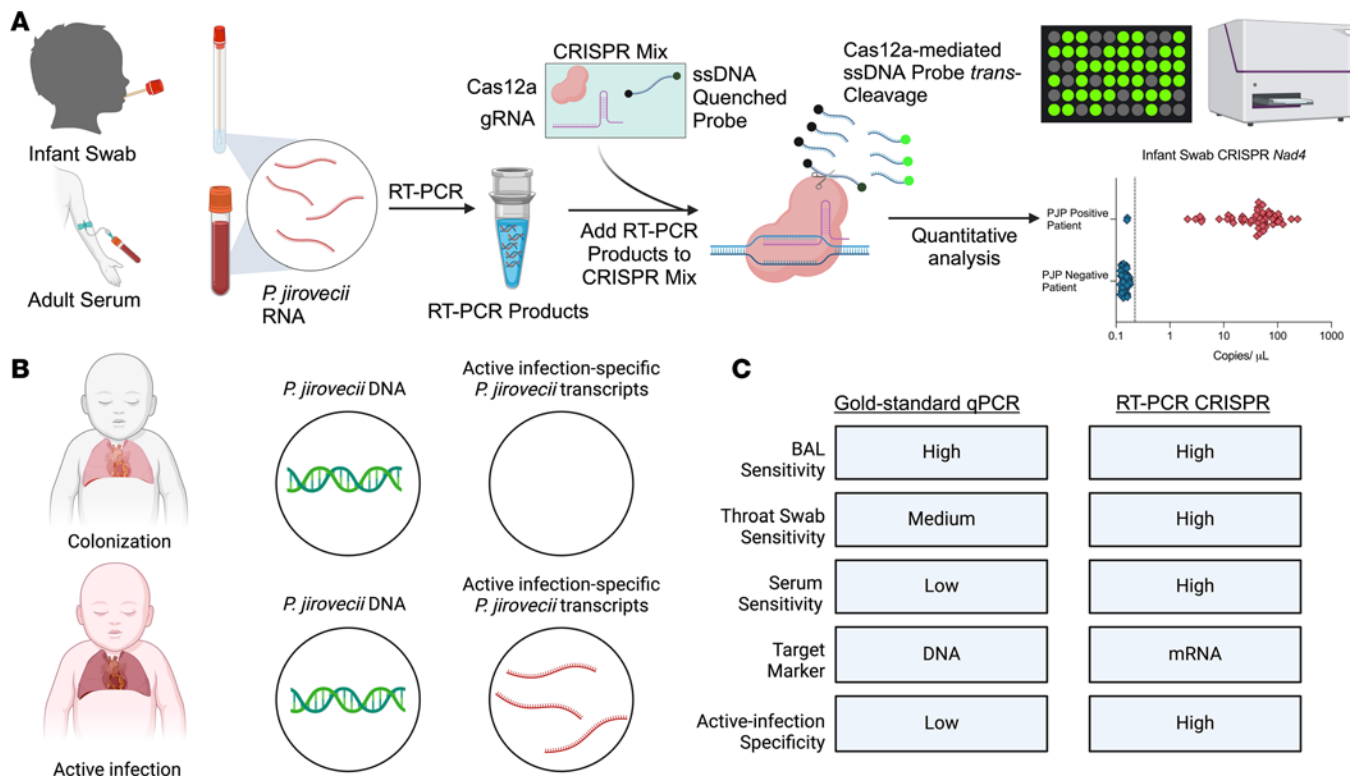 A
Infant Swab
Adult Serum
P. jirovecii
RNA
RT-PCR
RT-PCR Products
CRISPR Mix
Cas12a
gRNA
ssDNA
Quenched
Probe
Add RT-PCR
Products to
CRISPR Mix
Cas12a-mediated
ssDNA Probe trans-
Cleavage
Quantitative
analysis
Infant Swab CRISPR Nad4
PJP Positive
Patient
PJP Negative
Patient
0.1 1 10 100 1000
Copies/ μL
B
Colonization
P. jirovecii DNA
Active infection-specific
P. jirovecii transcripts
Active infection
P. jirovecii DNA
Active infection-specific
P. jirovecii transcripts
C
Gold-standard qPCR RT-PCR CRISPR
BAL
Sensitivity
High High
Throat Swab
Sensitivity
Medium High
Serum
Sensitivity
Low High
Target
Marker
DNA mRNA
Active-infection
Specificity
Low High